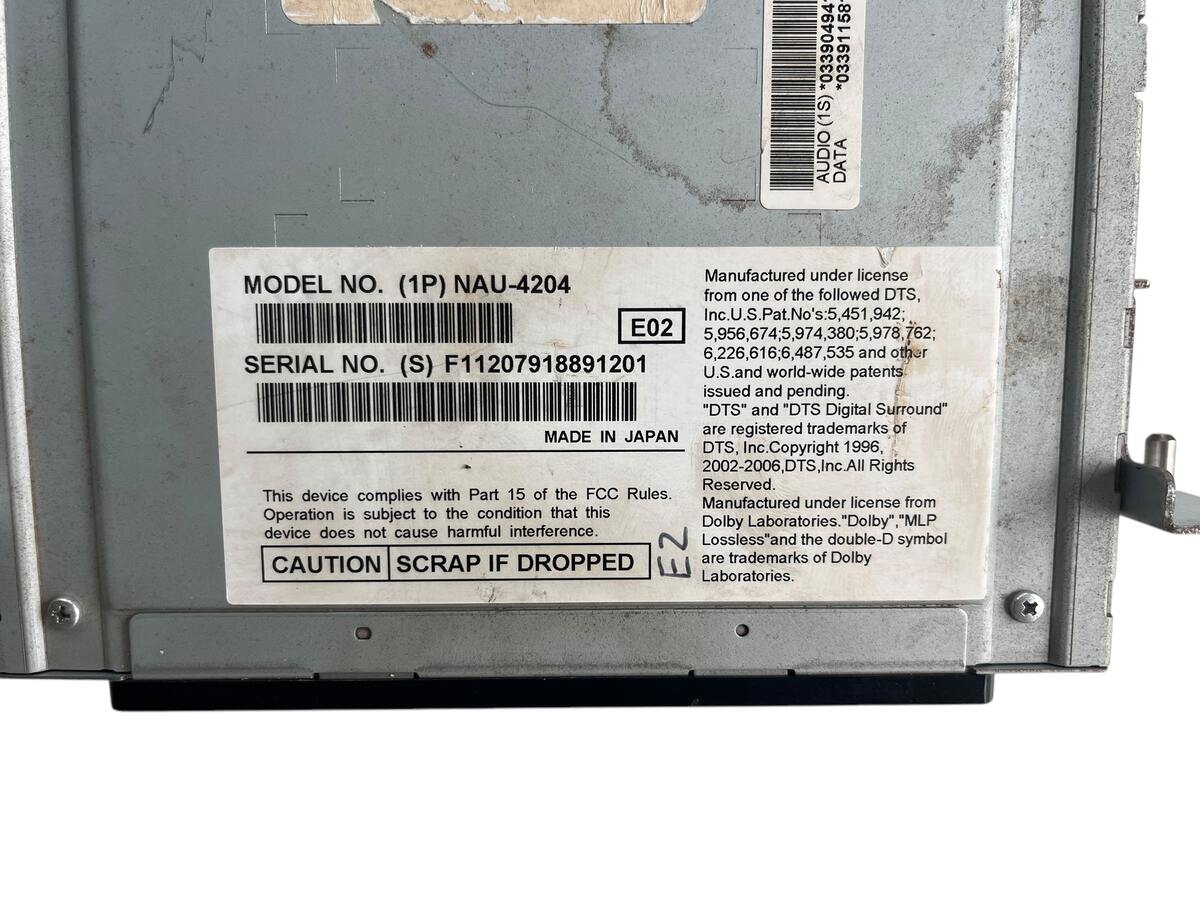 AUDIO (1S) *03390494
DATA *03391158
MODEL NO. (1P) NAU-4204
E02
SERIAL NO. (S) F11207918891201
MADE IN JAPAN
This device complies with Part 15 of the FCC Rules.
Operation is subject to the condition that this
device does not cause harmful interference.
CAUTION SCRAP IF DROPPED
E2
Manufactured under license
from one of the followed DTS,
Inc.U.S.Pat.No's:5,451,942;
5,956,674;5,974,380;5,978,762;
6,226,616;6,487,535 and other
U.S.and world-wide patents
issued and pending.
"DTS" and "DTS Digital Surround"
are registered trademarks of
DTS, Inc.Copyright 1996,
2002-2006,DTS,Inc.All Rights
Reserved.
Manufactured under license from
Dolby Laboratories."Dolby","MLP
Lossless"and the double-D symbol
are trademarks of Dolby
Laboratories.